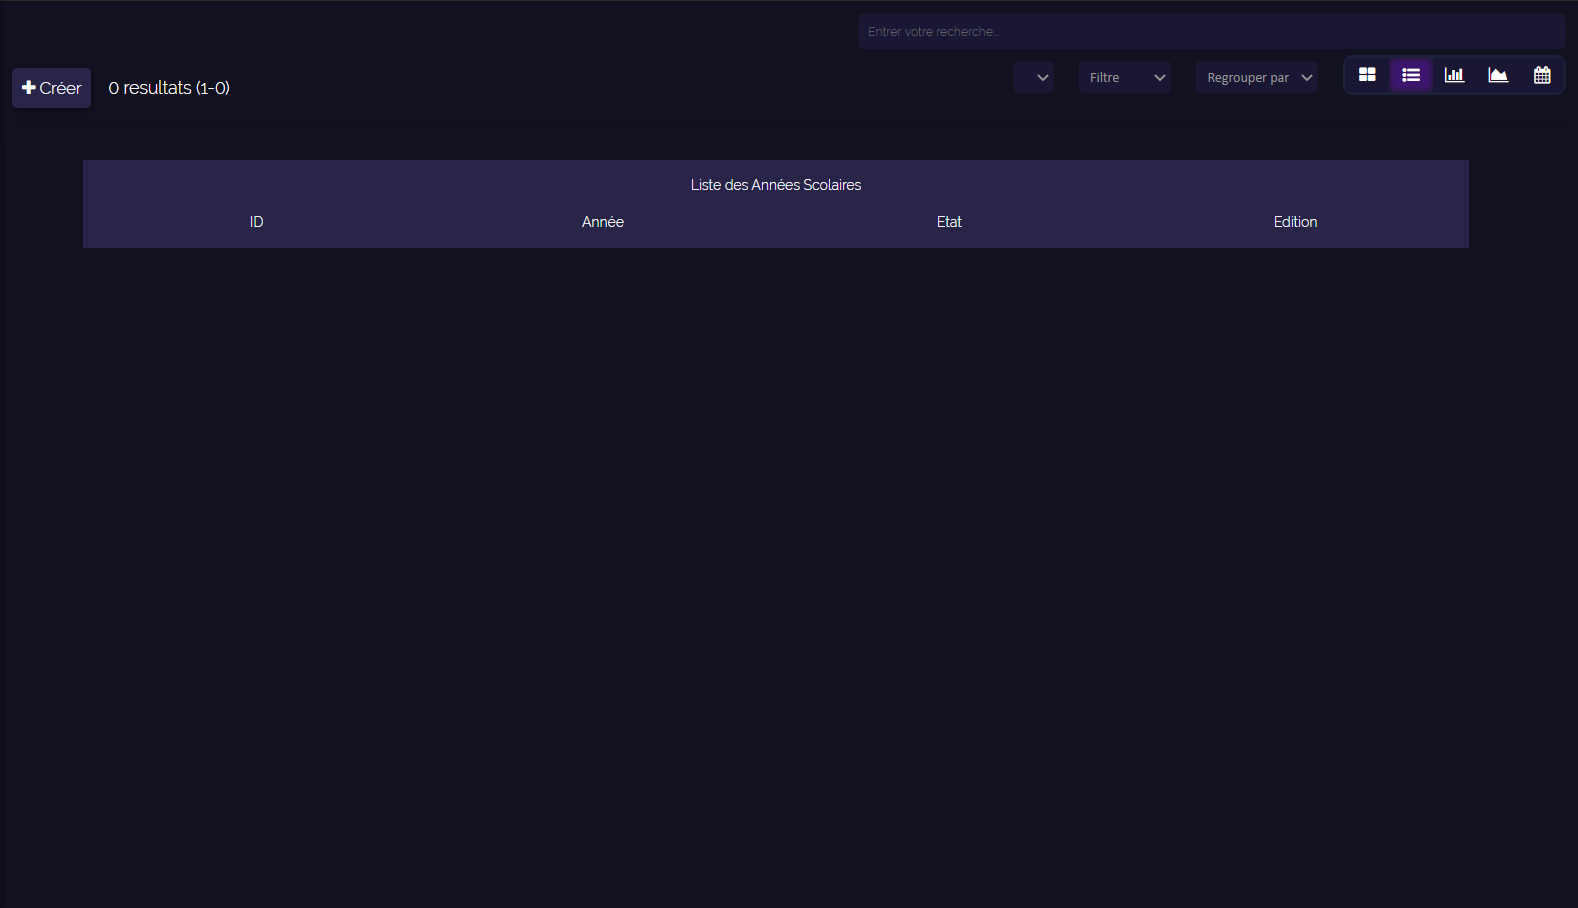 Entrer votre recherche...
Créer
0 resultats (1-0)
Filtre
Regrouper par
Liste des Années Scolaires
ID
Année
Etat
Edition